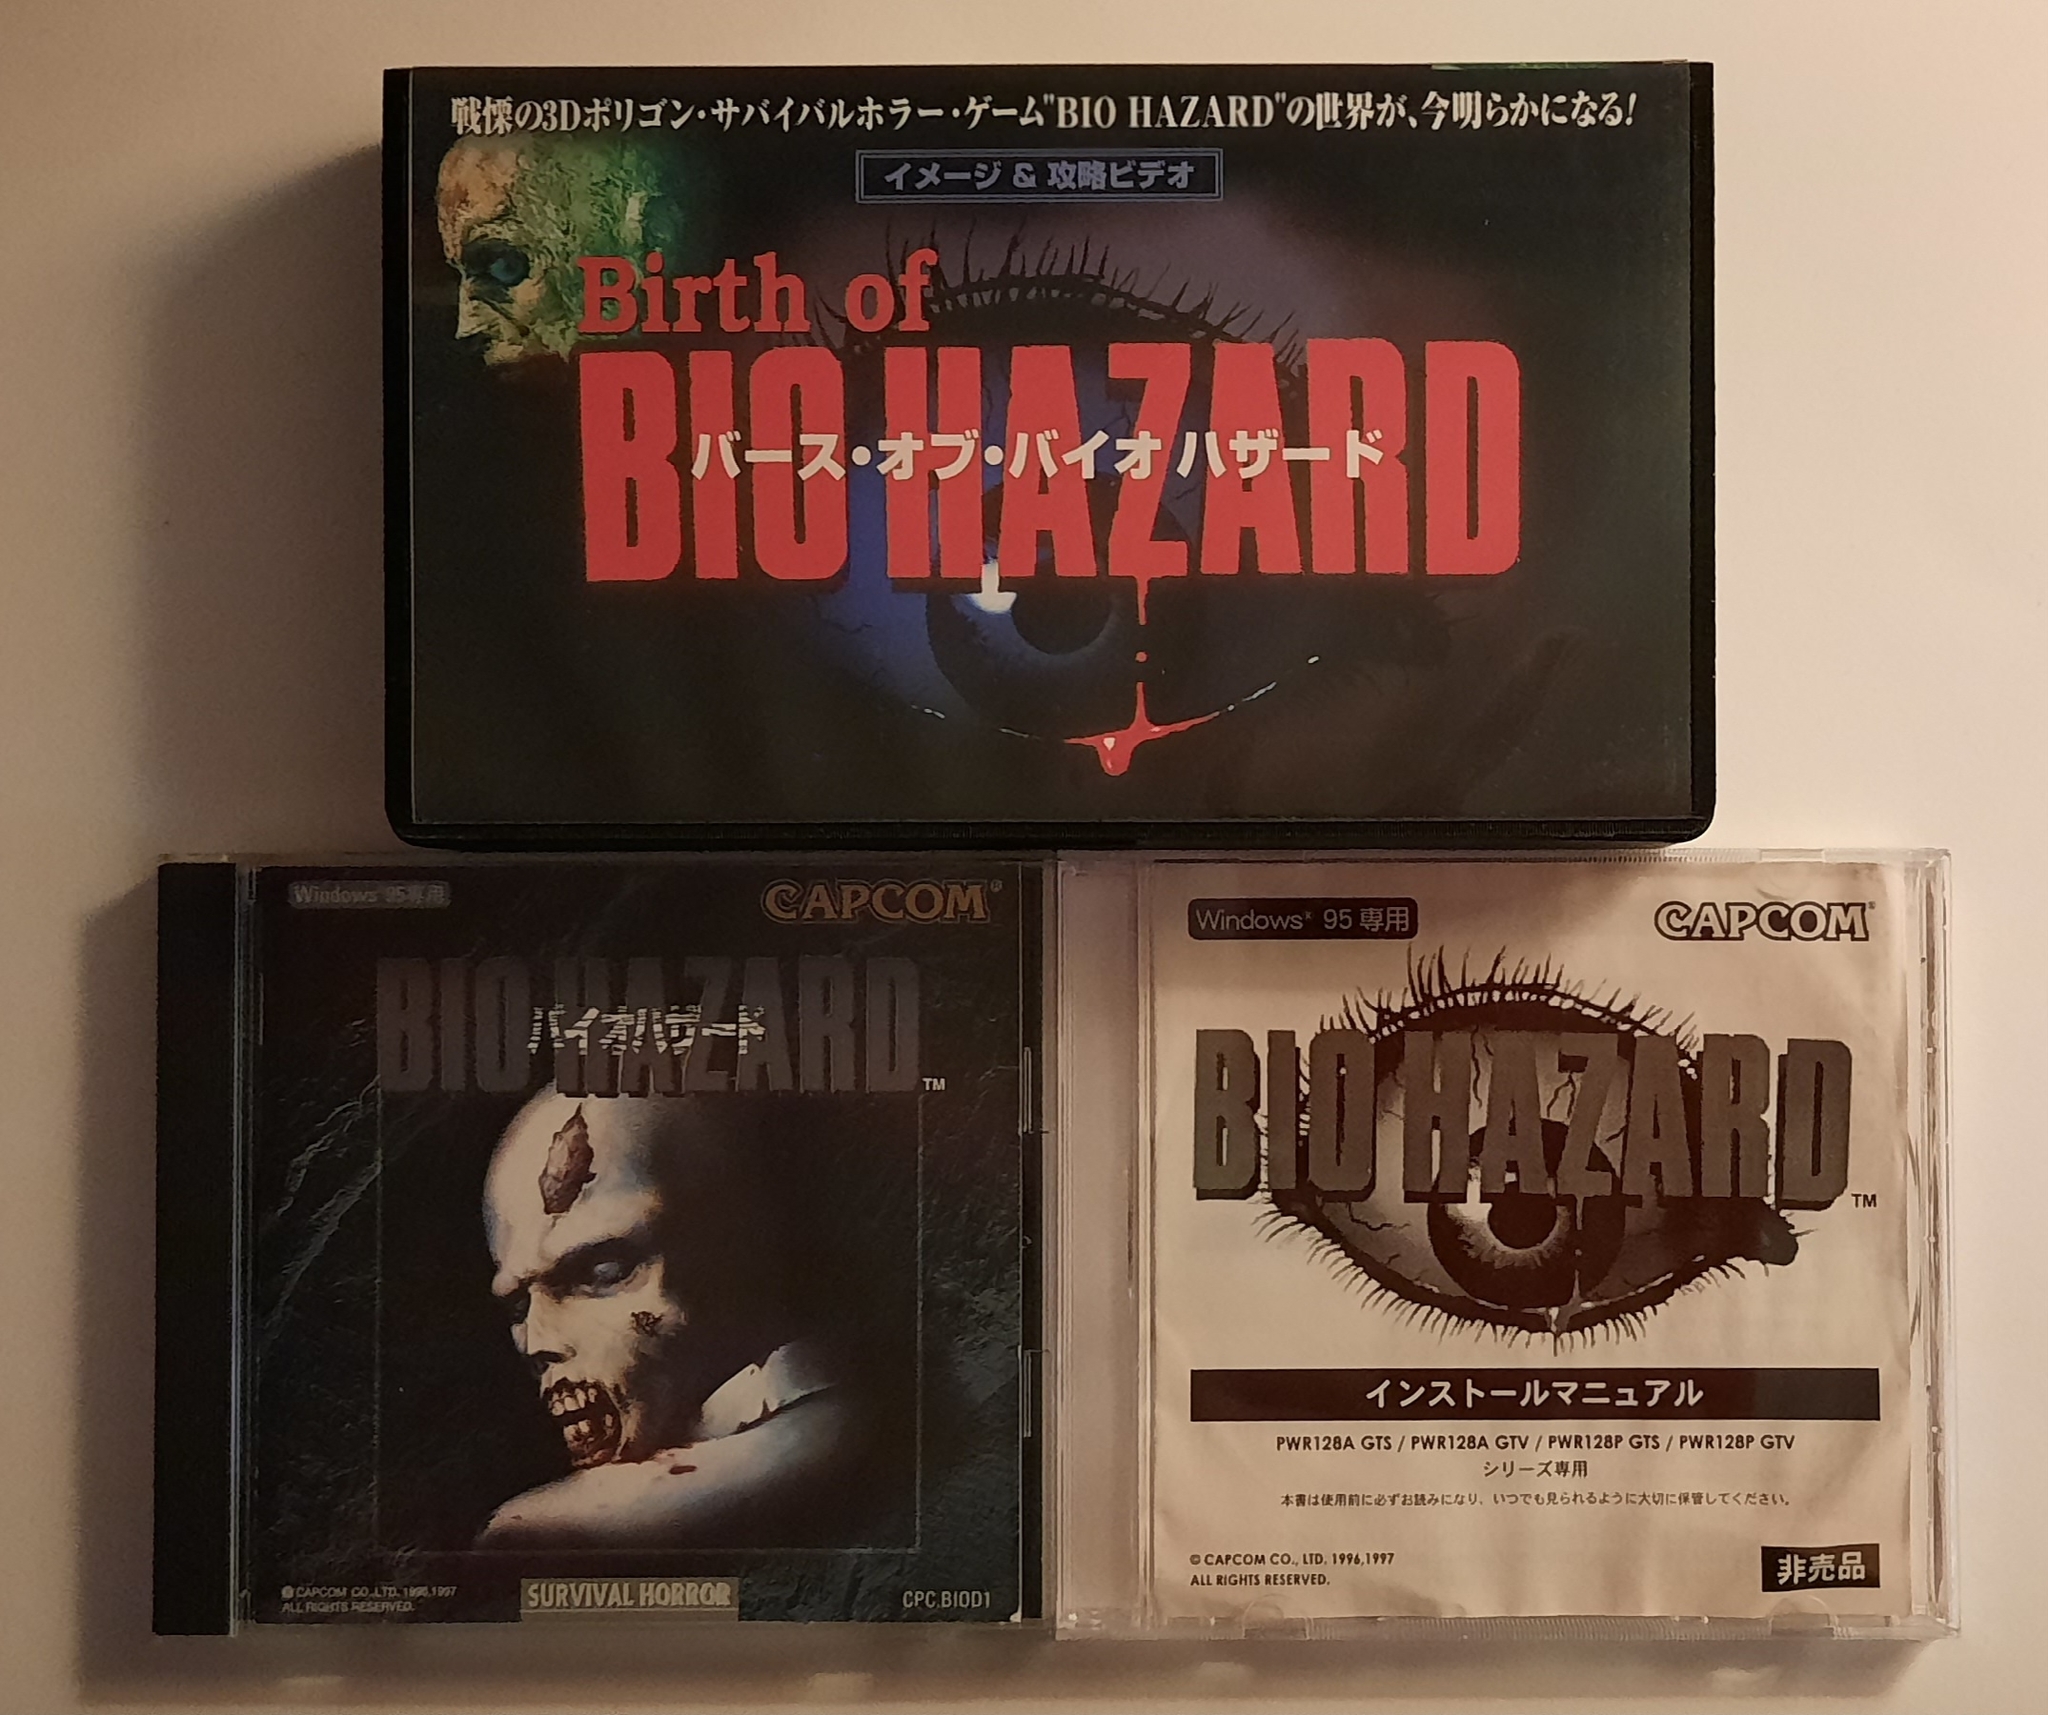 戦慄の3Dポリゴン・サバイバルホラー・ゲーム"BIO HAZARD"の世界が、今明らかになる!
イメージ & 攻略ビデオ
Birth of
BIO HAZARD
バース・オブ・バイオ ハザード
Windows® 95専用
CAPCOM®
BIO HAZARD™
バイオハザード
© CAPCOM CO.,LTD. 1996,1997
ALL RIGHTS RESERVED.
SURVIVAL HORROR
CPC.BIOD1
Windows® 95 専用
CAPCOM®
BIO HAZARD™
インストールマニュアル
PWR128A GTS / PWR128A GTV / PWR128P GTS / PWR128P GTV
シリーズ専用
本書は使用前に必ずお読みになり、いつでも見られるように大切に保管してください。
© CAPCOM CO., LTD. 1996,1997
ALL RIGHTS RESERVED.
非売品